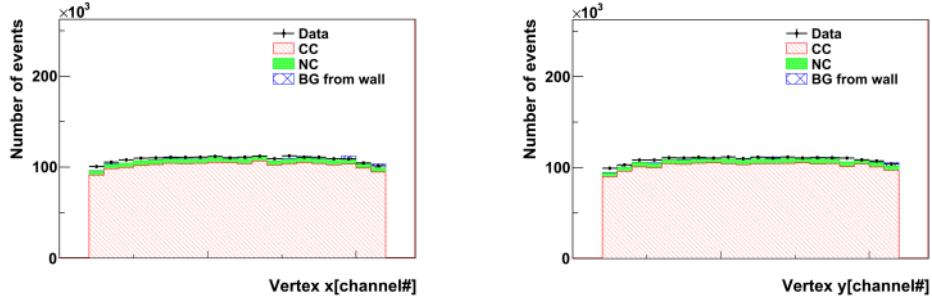 ×10³
Number of events
200
100
0
Data
CC
NC
BG from wall
Vertex x[channel#]
×10³
Number of events
200
100
0
Data
CC
NC
BG from wall
Vertex y[channel#]